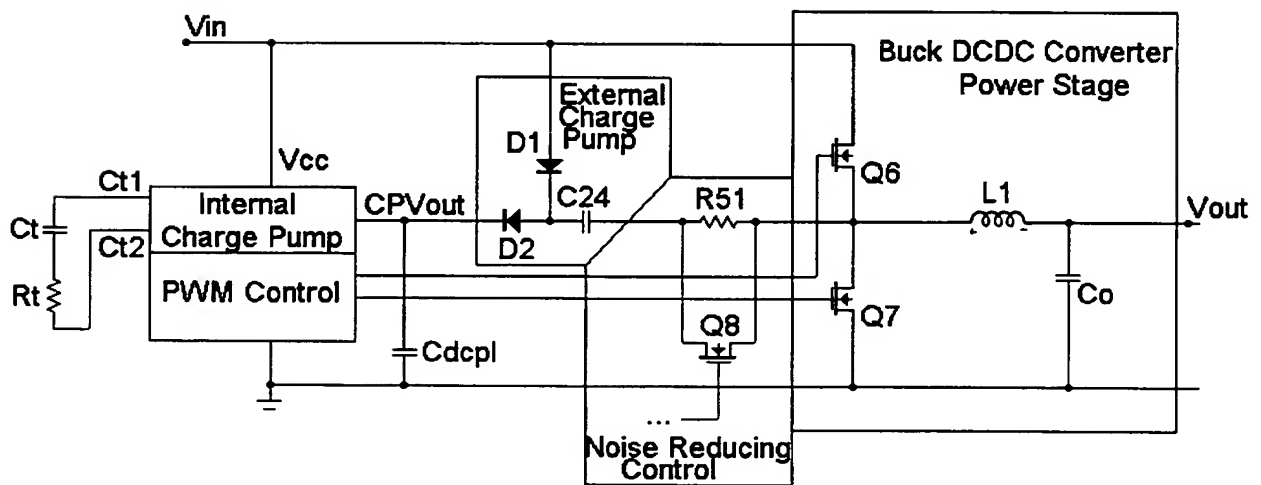 Vin
Buck DCDC Converter
Power Stage
External
Charge
Pump
D1
Vcc
Q6
Ct1
Internal
Charge Pump
CPVout
C24
R51
L1
Vout
Ct
Ct2
D2
Rt
PWM Control
Q7
Co
Q8
Cdcpl
...
Noise Reducing
Control